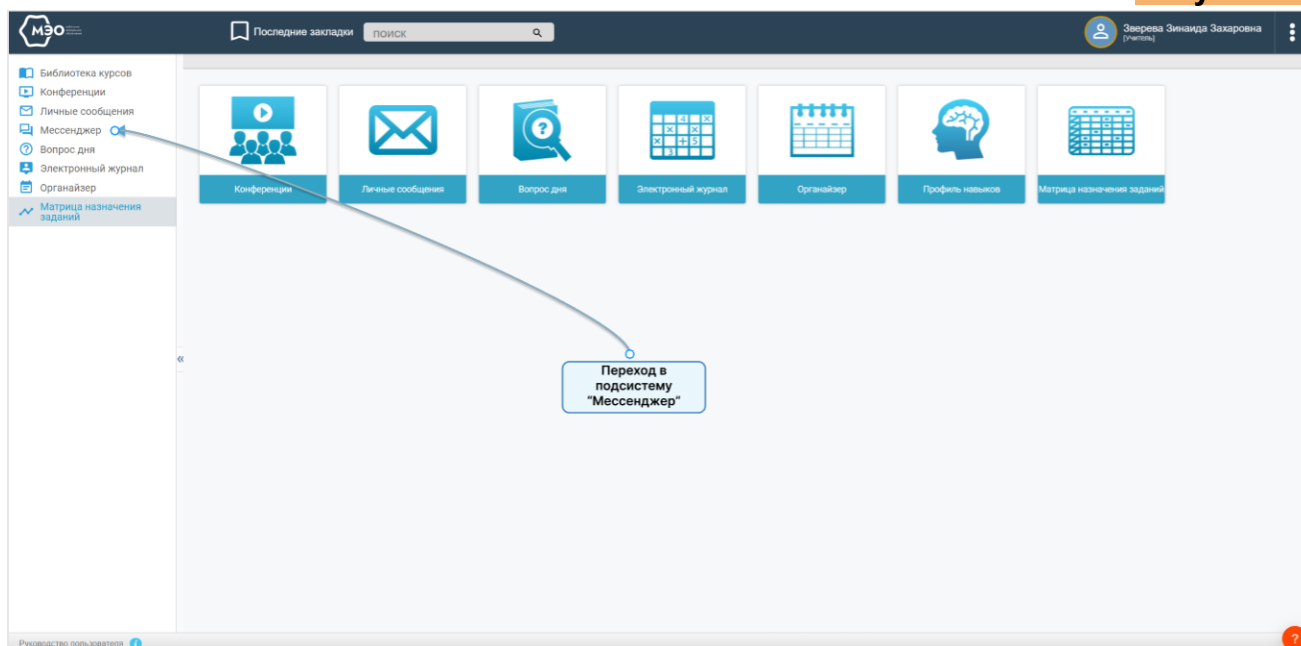 МЭО
Последние закладки
поиск
Зверева Зинаида Захаровна
[Учитель]
Библиотека курсов
Конференции
Личные сообщения
Мессенджер
Вопрос дня
Электронный журнал
Органайзер
Матрица назначения
заданий
Конференции
Личные сообщения
Вопрос дня
Электронный журнал
Органайзер
Профиль навыков
Матрица назначения заданий
Переход в
подсистему
“Мессенджер“
Руководство пользователя